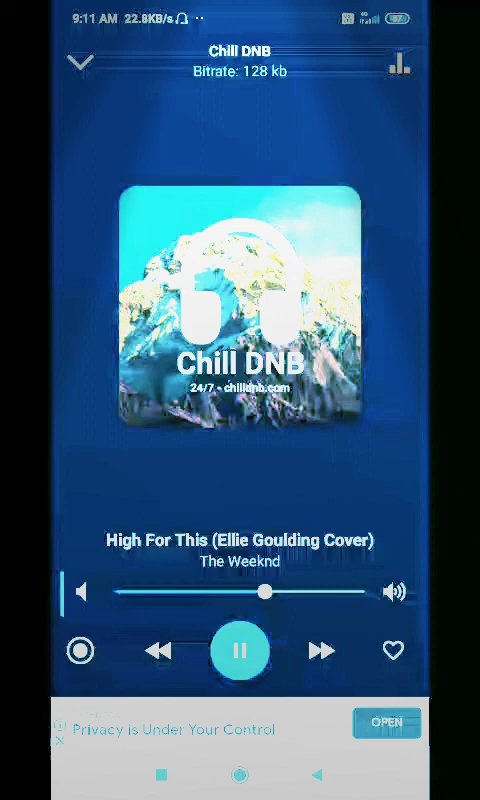 9:11 AM 22.8KB/s
Chill DNB
Bitrate: 128 kb
Chill DNB
24/7 - chilldnb.com
High For This (Ellie Goulding Cover)
The Weeknd
Privacy is Under Your Control
OPEN